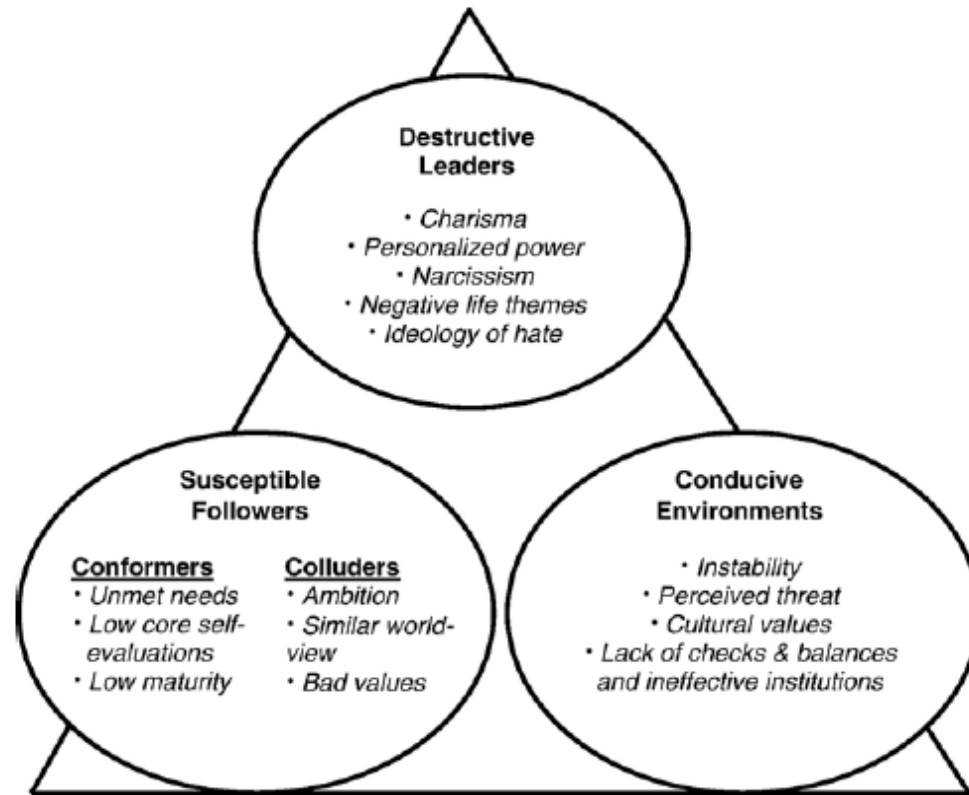 Destructive
Leaders
• Charisma
• Personalized power
• Narcissism
• Negative life themes
• Ideology of hate
Susceptible
Followers
Conformers
• Unmet needs
• Low core self-
evaluations
• Low maturity
Colluders
• Ambition
• Similar world-
view
• Bad values
Conducive
Environments
• Instability
• Perceived threat
• Cultural values
• Lack of checks & balances
and ineffective institutions